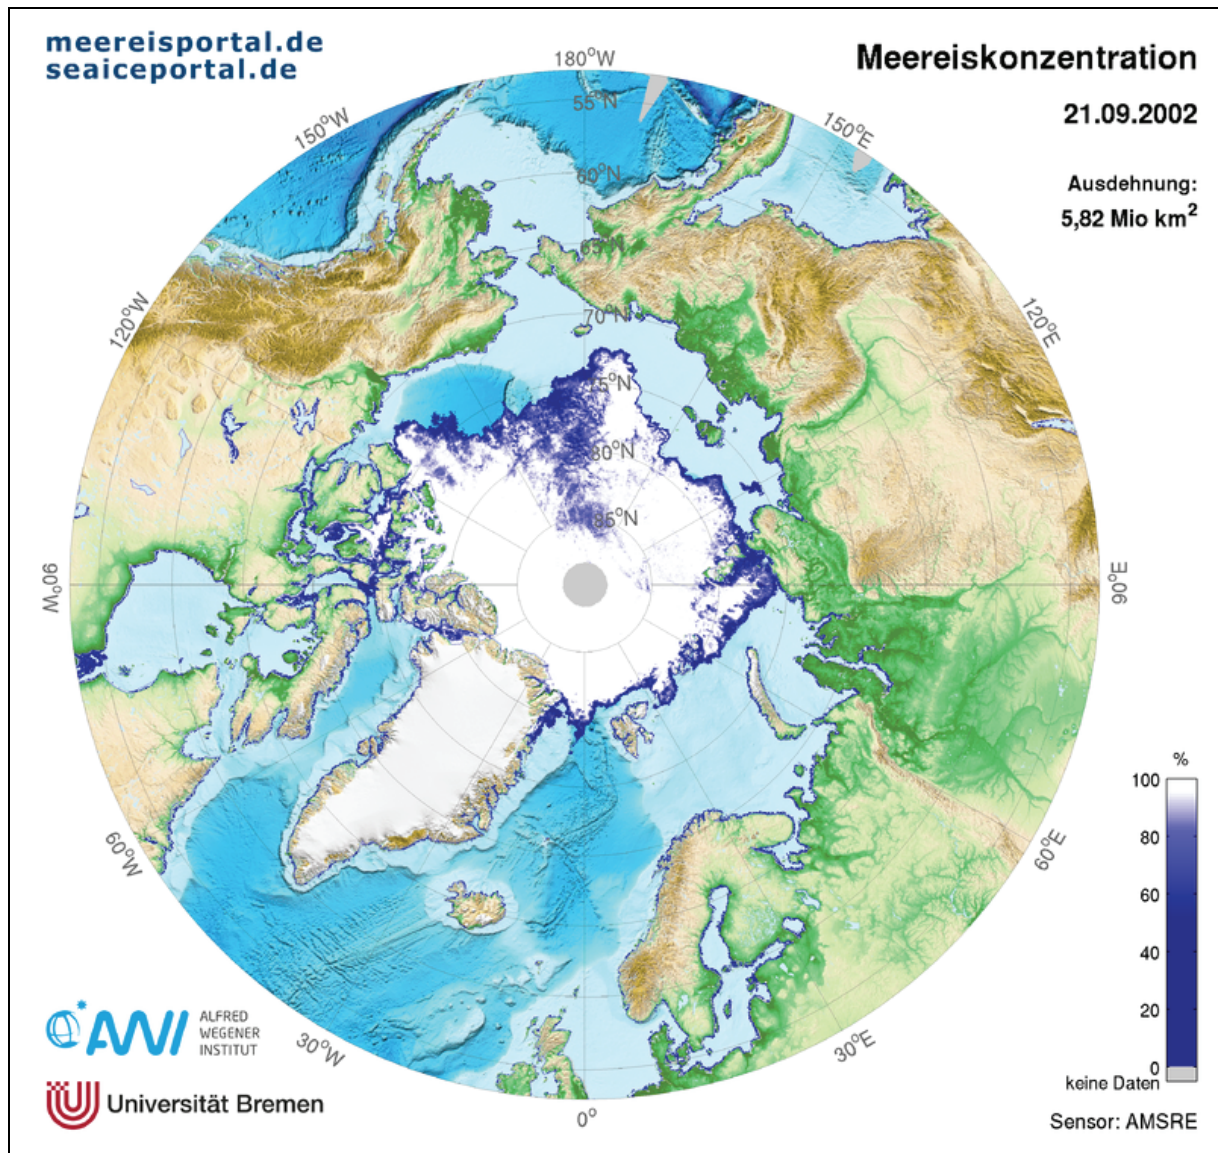 meereisportal.de
seaiceportal.de
Meereiskonzentration
21.09.2002
Ausdehnung:
5,82 Mio km²
180°W
150°W
150°E
120°W
120°E
90°W
90°E
60°W
60°E
30°W
30°E
0°
55°N
60°N
65°N
70°N
75°N
80°N
85°N
%
100
80
60
40
20
0
keine Daten
Sensor: AMSRE
AWI
ALFRED
WEGENER
INSTITUT
Universität Bremen